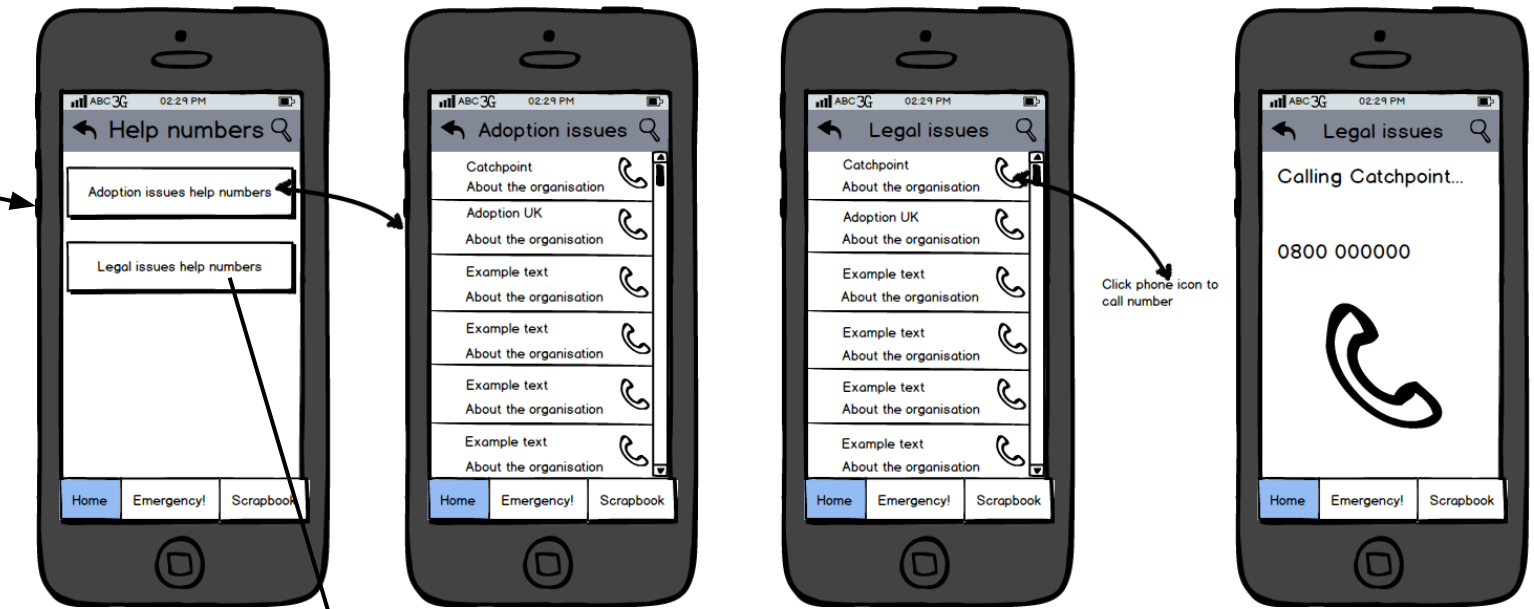 ABC 3G 02:29 PM
Help numbers
Adoption issues help numbers
Legal issues help numbers
Home Emergency! Scrapbook
ABC 3G 02:29 PM
Adoption issues
Catchpoint
About the organisation
Adoption UK
About the organisation
Example text
About the organisation
Example text
About the organisation
Example text
About the organisation
Example text
About the organisation
Home Emergency! Scrapbook
ABC 3G 02:29 PM
Legal issues
Catchpoint
About the organisation
Adoption UK
About the organisation
Example text
About the organisation
Example text
About the organisation
Example text
About the organisation
Example text
About the organisation
Home Emergency! Scrapbook
Click phone icon to
call number
ABC 3G 02:29 PM
Legal issues
Calling Catchpoint...
0800 000000
Home Emergency! Scrapbook